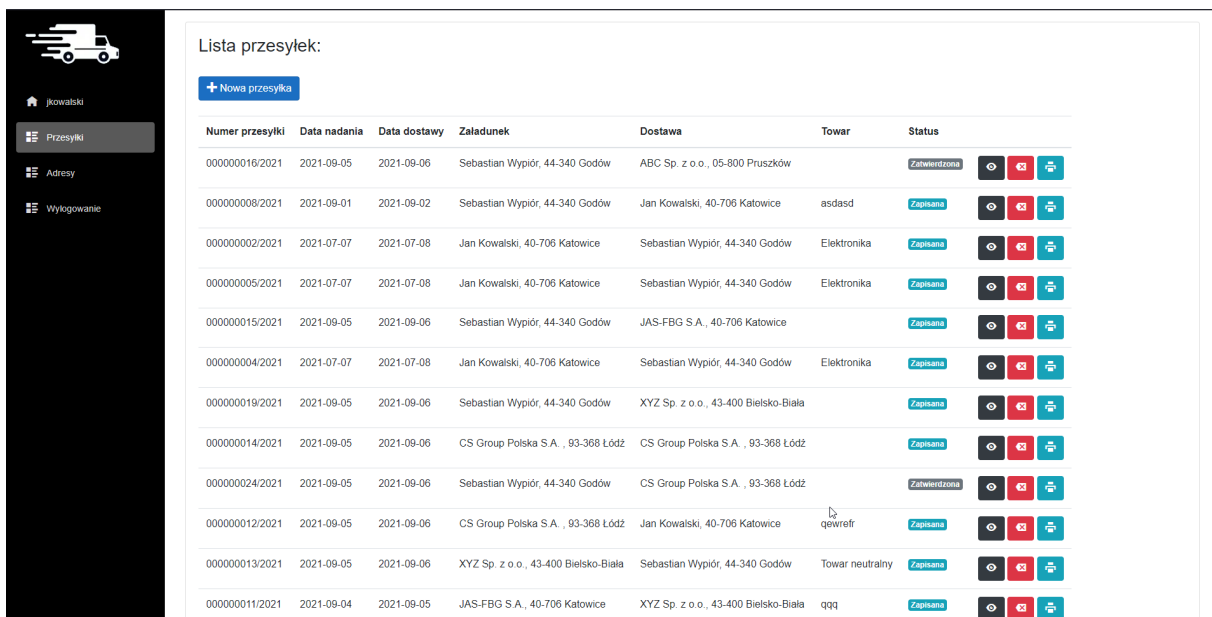 Lista przesyłek:
Nowa przesyłka
jkowalski
Przesyłki
Adresy
Wylogowanie
Numer przesyłki Data nadania Data dostawy Załadunek Dostawa Towar Status
000000016/2021 2021-09-05 2021-09-06 Sebastian Wypiór, 44-340 Godów ABC Sp. z o.o., 05-800 Pruszków Zatwierdzona
000000008/2021 2021-09-01 2021-09-02 Sebastian Wypiór, 44-340 Godów Jan Kowalski, 40-706 Katowice asdasd Zapisana
000000002/2021 2021-07-07 2021-07-08 Jan Kowalski, 40-706 Katowice Sebastian Wypiór, 44-340 Godów Elektronika Zapisana
000000005/2021 2021-07-07 2021-07-08 Jan Kowalski, 40-706 Katowice Sebastian Wypiór, 44-340 Godów Elektronika Zapisana
000000015/2021 2021-09-05 2021-09-06 Sebastian Wypiór, 44-340 Godów JAS-FBG S.A., 40-706 Katowice Zapisana
000000004/2021 2021-07-07 2021-07-08 Jan Kowalski, 40-706 Katowice Sebastian Wypiór, 44-340 Godów Elektronika Zapisana
000000019/2021 2021-09-05 2021-09-06 Sebastian Wypiór, 44-340 Godów XYZ Sp. z o.o., 43-400 Bielsko-Biała Zapisana
000000014/2021 2021-09-05 2021-09-06 CS Group Polska S.A. , 93-368 Łódź CS Group Polska S.A. , 93-368 Łódź Zapisana
000000024/2021 2021-09-05 2021-09-06 Sebastian Wypiór, 44-340 Godów CS Group Polska S.A. , 93-368 Łódź Zatwierdzona
000000012/2021 2021-09-05 2021-09-06 CS Group Polska S.A. , 93-368 Łódź Jan Kowalski, 40-706 Katowice qewrefr Zapisana
000000013/2021 2021-09-05 2021-09-06 XYZ Sp. z o.o., 43-400 Bielsko-Biała Sebastian Wypiór, 44-340 Godów Towar neutralny Zapisana
000000011/2021 2021-09-04 2021-09-05 JAS-FBG S.A., 40-706 Katowice XYZ Sp. z o.o., 43-400 Bielsko-Biała qqq Zapisana